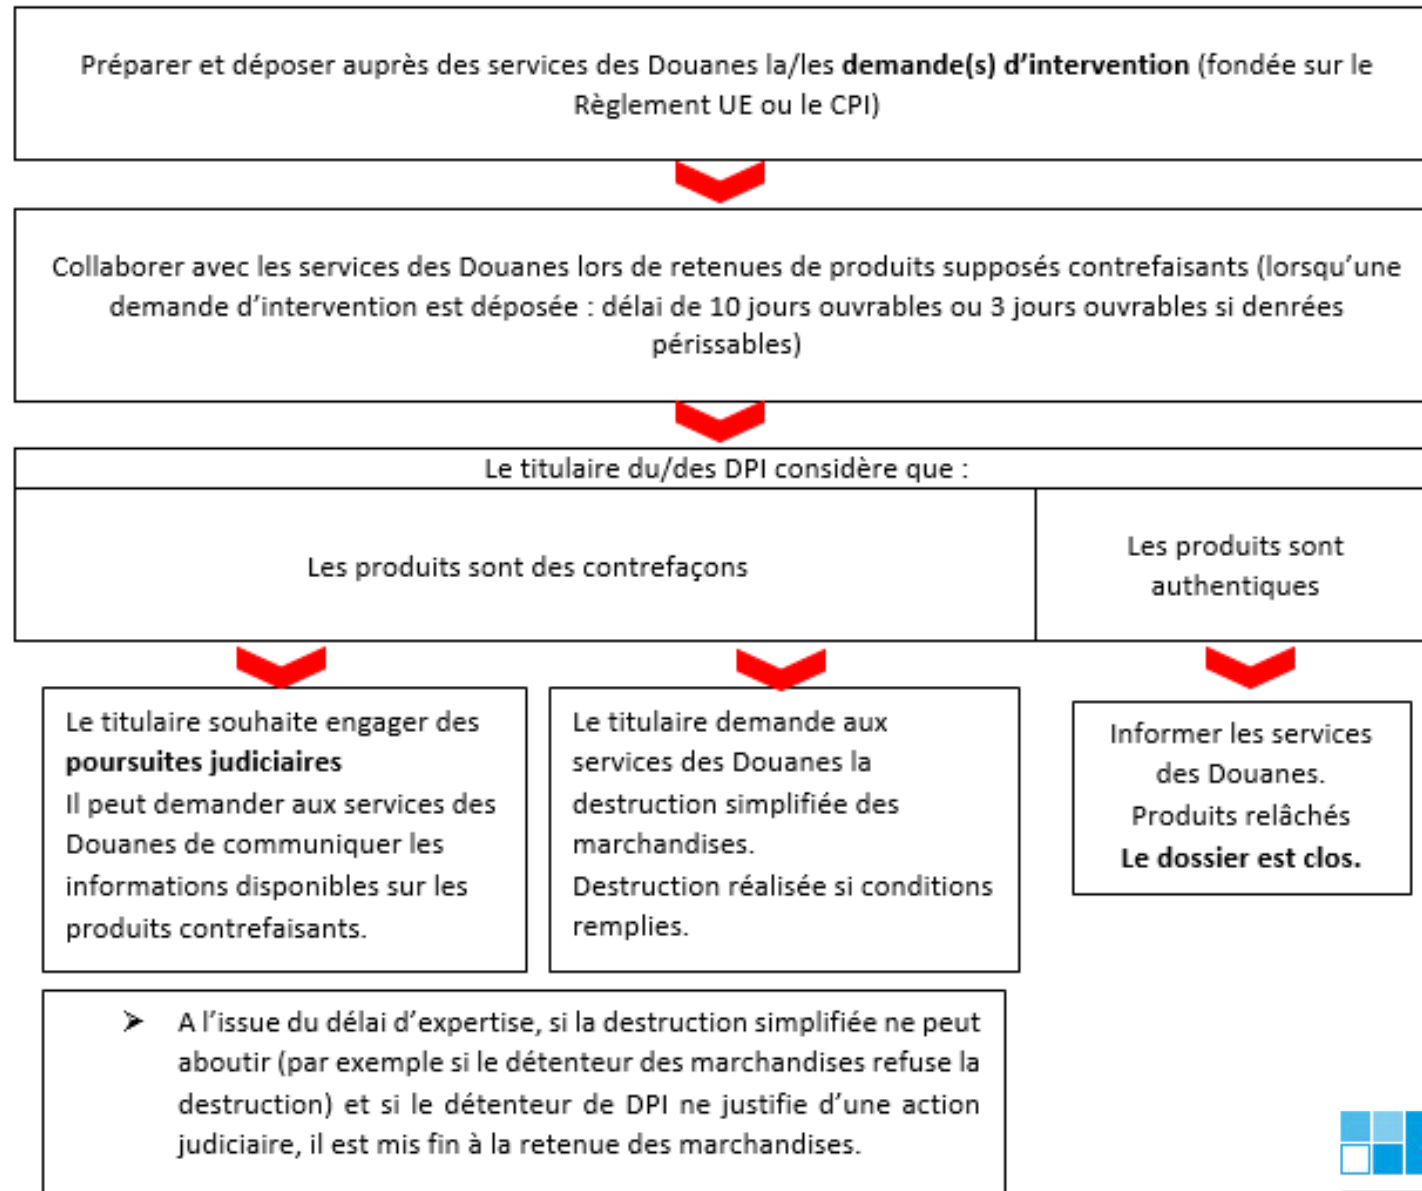 Préparer et déposer auprès des services des Douanes la/les demande(s) d’intervention (fondée sur le
Règlement UE ou le CPI)
Collaborer avec les services des Douanes lors de retenues de produits supposés contrefaisants (lorsqu’une
demande d’intervention est déposée : délai de 10 jours ouvrables ou 3 jours ouvrables si denrées
périssables)
Le titulaire du/des DPI considère que :
Les produits sont des contrefaçons
Les produits sont
authentiques
Le titulaire souhaite engager des
poursuites judiciaires
Il peut demander aux services des
Douanes de communiquer les
informations disponibles sur les
produits contrefaisants.
Le titulaire demande aux
services des Douanes la
destruction simplifiée des
marchandises.
Destruction réalisée si conditions
remplies.
Informer les services
des Douanes.
Produits relâchés
Le dossier est clos.
➢ A l’issue du délai d’expertise, si la destruction simplifiée ne peut
aboutir (par exemple si le détenteur des marchandises refuse la
destruction) et si le détenteur de DPI ne justifie d’une action
judiciaire, il est mis fin à la retenue des marchandises.